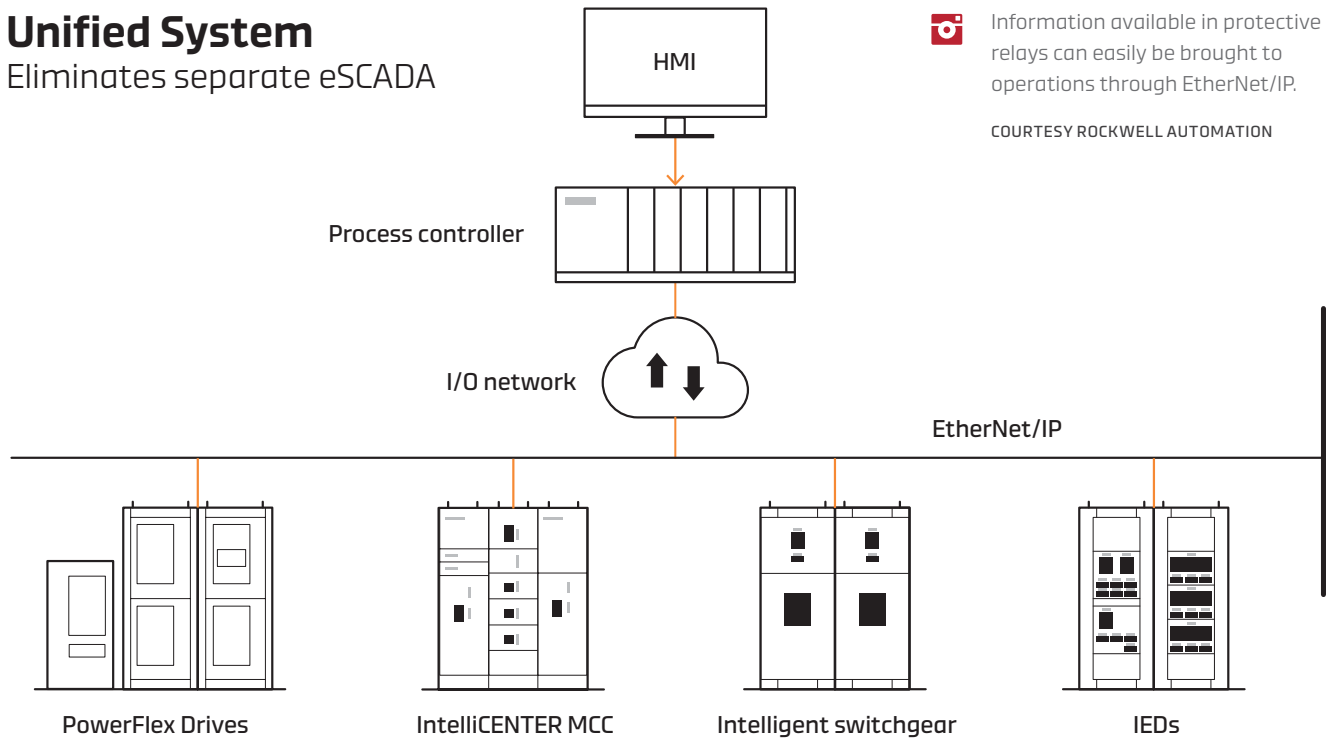 Unified System
Eliminates separate eSCADA
HMI
Information available in protective
relays can easily be brought to
operations through EtherNet/IP.
COURTESY ROCKWELL AUTOMATION
Process controller
I/O network
EtherNet/IP
PowerFlex Drives
IntelliCENTER MCC
Intelligent switchgear
IEDs